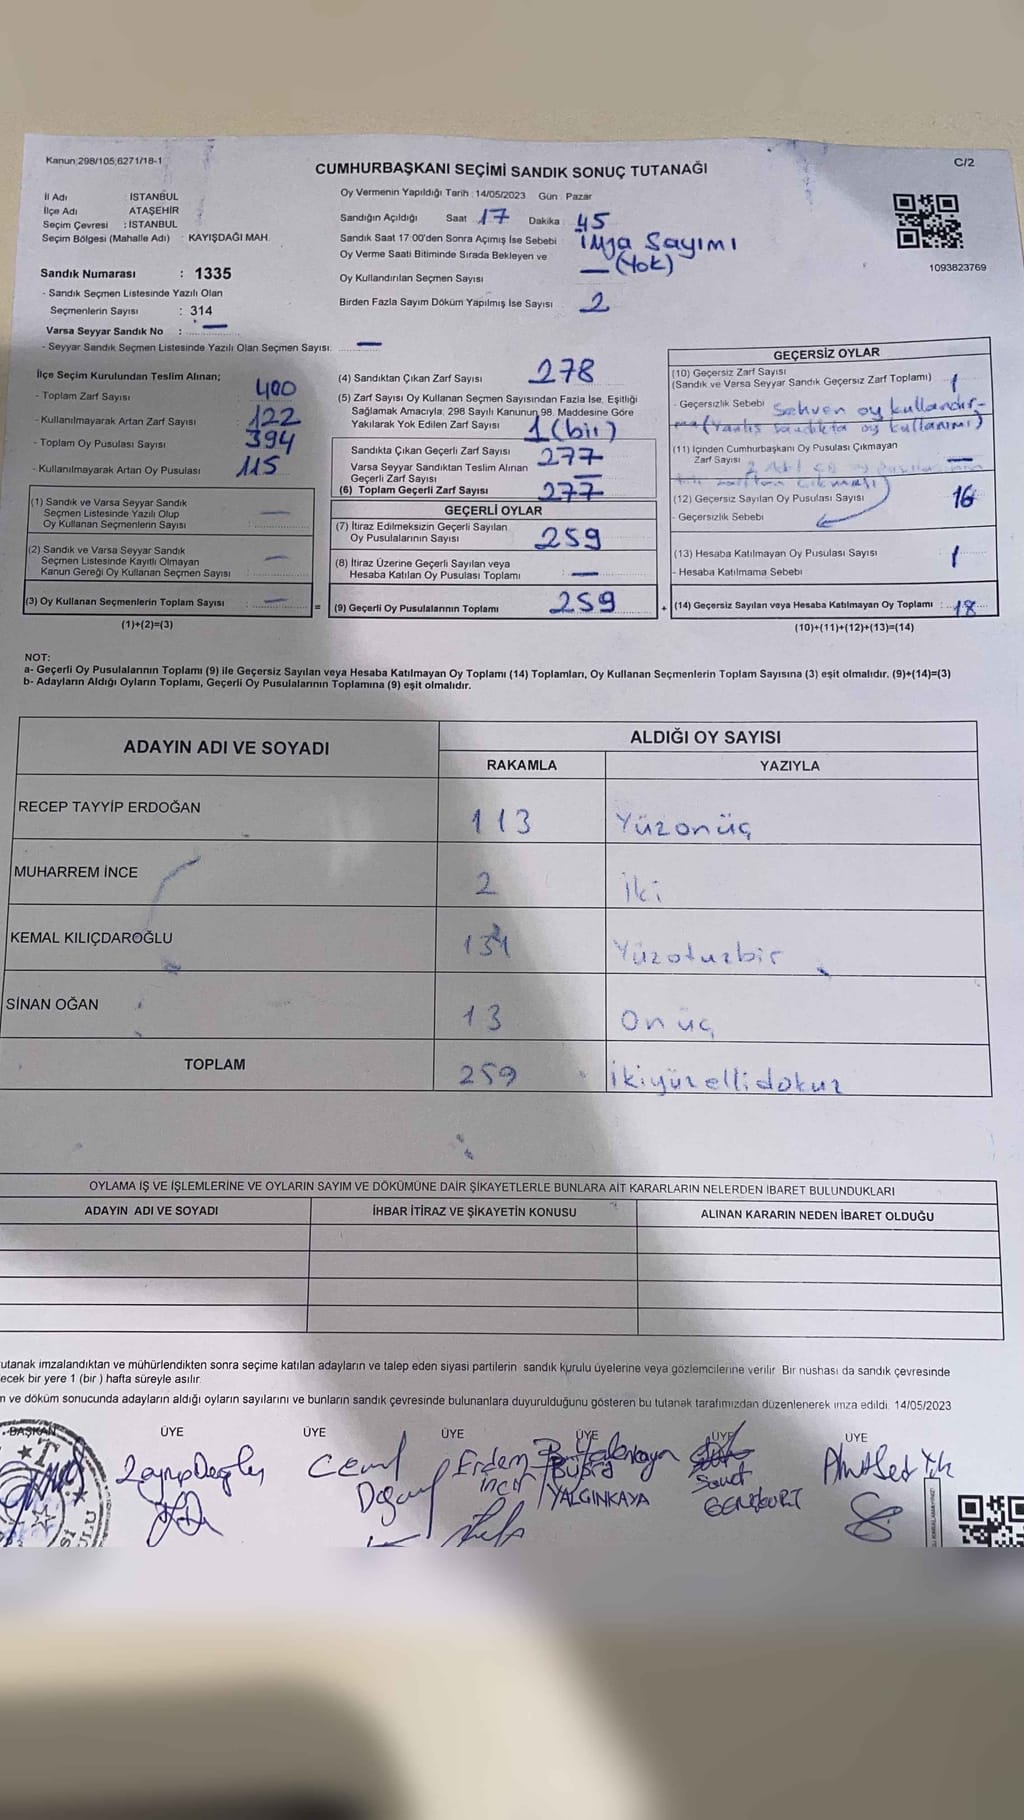 Kanun;298/105;6271/18-1
C/2
CUMHURBAŞKANI SEÇİMİ SANDIK SONUÇ TUTANAĞI
İl Adı : İSTANBUL
İlçe Adı ATAŞEHİR
Seçim Çevresi : İSTANBUL
Seçim Bölgesi (Mahalle Adı) : KAYIŞDAĞI MAH.
Sandık Numarası : 1335
- Sandık Seçmen Listesinde Yazılı Olan
Seçmenlerin Sayısı : 314
Varsa Seyyar Sandık No : —
- Seyyar Sandık Seçmen Listesinde Yazılı Olan Seçmen Sayısı: —
Oy Vermenin Yapıldığı Tarih : 14/05/2023 Gün : Pazar
Sandığın Açıldığı Saat 17 Dakika : 45
Sandık Saat 17:00'den Sonra Açımış İse Sebebi imza Sayımı
Oy Verme Saati Bitiminde Sırada Bekleyen ve
Oy Kullandırılan Seçmen Sayısı — (Yok)
Birden Fazla Sayım Döküm Yapılmış İse Sayısı 2
1093823769
İlçe Seçim Kurulundan Teslim Alınan;
- Toplam Zarf Sayısı 400
- Kullanılmayarak Artan Zarf Sayısı : 122
- Toplam Oy Pusulası Sayısı 394
- Kullanılmayarak Artan Oy Pusulası 115
(1) Sandık ve Varsa Seyyar Sandık
Seçmen Listesinde Yazılı Olup
Oy Kullanan Seçmenlerin Sayısı : —
(2) Sandık ve Varsa Seyyar Sandık
Seçmen Listesinde Kayıtlı Olmayan
Kanun Gereği Oy Kullanan Seçmen Sayısı —
(3) Oy Kullanan Seçmenlerin Toplam Sayısı : —
(1)+(2)=(3)
=
(4) Sandıktan Çıkan Zarf Sayısı 278
(5) Zarf Sayısı Oy Kullanan Seçmen Sayısından Fazla İse, Eşitliği
Sağlamak Amacıyla; 298 Sayılı Kanunun 98. Maddesine Göre
Yakılarak Yok Edilen Zarf Sayısı 1 (bir)
Sandıkta Çıkan Geçerli Zarf Sayısı 277
Varsa Seyyar Sandıktan Teslim Alınan
Geçerli Zarf Sayısı —
(6) Toplam Geçerli Zarf Sayısı 277
GEÇERLİ OYLAR
(7) İtiraz Edilmeksizin Geçerli Sayılan
Oy Pusulalarının Sayısı : 259
(8) İtiraz Üzerine Geçerli Sayılan veya
Hesaba Katılan Oy Pusulası Toplamı : —
(9) Geçerli Oy Pusulalarının Toplamı 259
+
GEÇERSİZ OYLAR
(10) Geçersiz Zarf Sayısı
(Sandık ve Varsa Seyyar Sandık Geçersiz Zarf Toplamı) 1
- Geçersizlik Sebebi Sehven oy kullandır-
ma (Yanlış sandıkta oy kullanımı)
(11) İçinden Cumhurbaşkanı Oy Pusulası Çıkmayan
Zarf Sayısı —
(12) Geçersiz Sayılan Oy Pusulası Sayısı 16
- Geçersizlik Sebebi
(13) Hesaba Katılmayan Oy Pusulası Sayısı 1
- Hesaba Katılmama Sebebi
(14) Geçersiz Sayılan veya Hesaba Katılmayan Oy Toplamı : 18
(10)+(11)+(12)+(13)=(14)
NOT:
a- Geçerli Oy Pusulalarının Toplamı (9) ile Geçersiz Sayılan veya Hesaba Katılmayan Oy Toplamı (14) Toplamları, Oy Kullanan Seçmenlerin Toplam Sayısına (3) eşit olmalıdır. (9)+(14)=(3)
b- Adayların Aldığı Oyların Toplamı, Geçerli Oy Pusulalarının Toplamına (9) eşit olmalıdır.
ADAYIN ADI VE SOYADI
ALDIĞI OY SAYISI
RAKAMLA YAZIYLA
RECEP TAYYİP ERDOĞAN 113 Yüzonüç
MUHARREM İNCE 2 iki
KEMAL KILIÇDAROĞLU 131 Yüzotuzbir
SİNAN OĞAN 13 Onüç
TOPLAM 259 ikiyüzellidokuz
OYLAMA İŞ VE İŞLEMLERİNE VE OYLARIN SAYIM VE DÖKÜMÜNE DAİR ŞİKAYETLERLE BUNLARA AİT KARARLARIN NELERDEN İBARET BULUNDUKLARI
ADAYIN ADI VE SOYADI İHBAR İTİRAZ VE ŞİKAYETİN KONUSU ALINAN KARARIN NEDEN İBARET OLDUĞU
utanak imzalandıktan ve mühürlendikten sonra seçime katılan adayların ve talep eden siyasi partilerin sandık kurulu üyelerine veya gözlemcilerine verilir. Bir nüshası da sandık çevresinde
ecek bir yere 1 (bir) hafta süreyle asılır.
m ve döküm sonucunda adayların aldığı oyların sayılarını ve bunların sandık çevresinde bulunanlara duyurulduğunu gösteren bu tutanak tarafımızdan düzenlenerek imza edildi. 14/05/2023
BAŞKAN ÜYE ÜYE ÜYE ÜYE ÜYE ÜYE
Cemil Erdem
İnci Büşra
YALGINKAYA